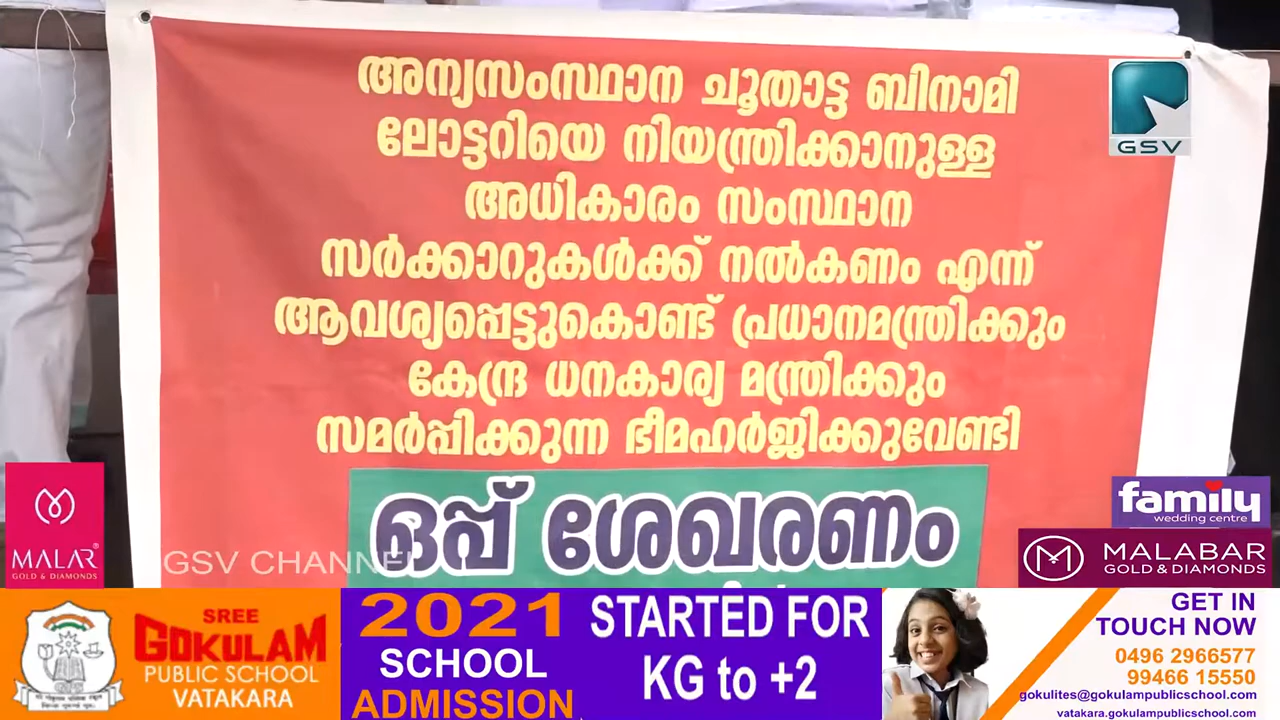 അന്യസംസ്ഥാന ചൂതാട്ട ബിനാമി
ലോട്ടറിയെ നിയന്ത്രിക്കാനുള്ള
അധികാരം സംസ്ഥാന
സർക്കാറുകൾക്ക് നൽകണം എന്ന്
ആവശ്യപ്പെട്ടുകൊണ്ട് പ്രധാനമന്ത്രിക്കും
കേന്ദ്ര ധനകാര്യ മന്ത്രിക്കും
സമർപ്പിക്കുന്ന ഭീമഹർജിക്കുവേണ്ടി
ഒപ്പ് ശേഖരണം
GSV
GSV CHANNEL
MALAR
GOLD & DIAMONDS
family
wedding centre
MALABAR
GOLD & DIAMONDS
SREE
GOKULAM
PUBLIC SCHOOL
VATAKARA
2021
SCHOOL
ADMISSION
STARTED FOR
KG to +2
GET IN
TOUCH NOW
0496 2966577
99466 15550
gokulites@gokulampublicschool.com
vatakara.gokulampublicschool.com